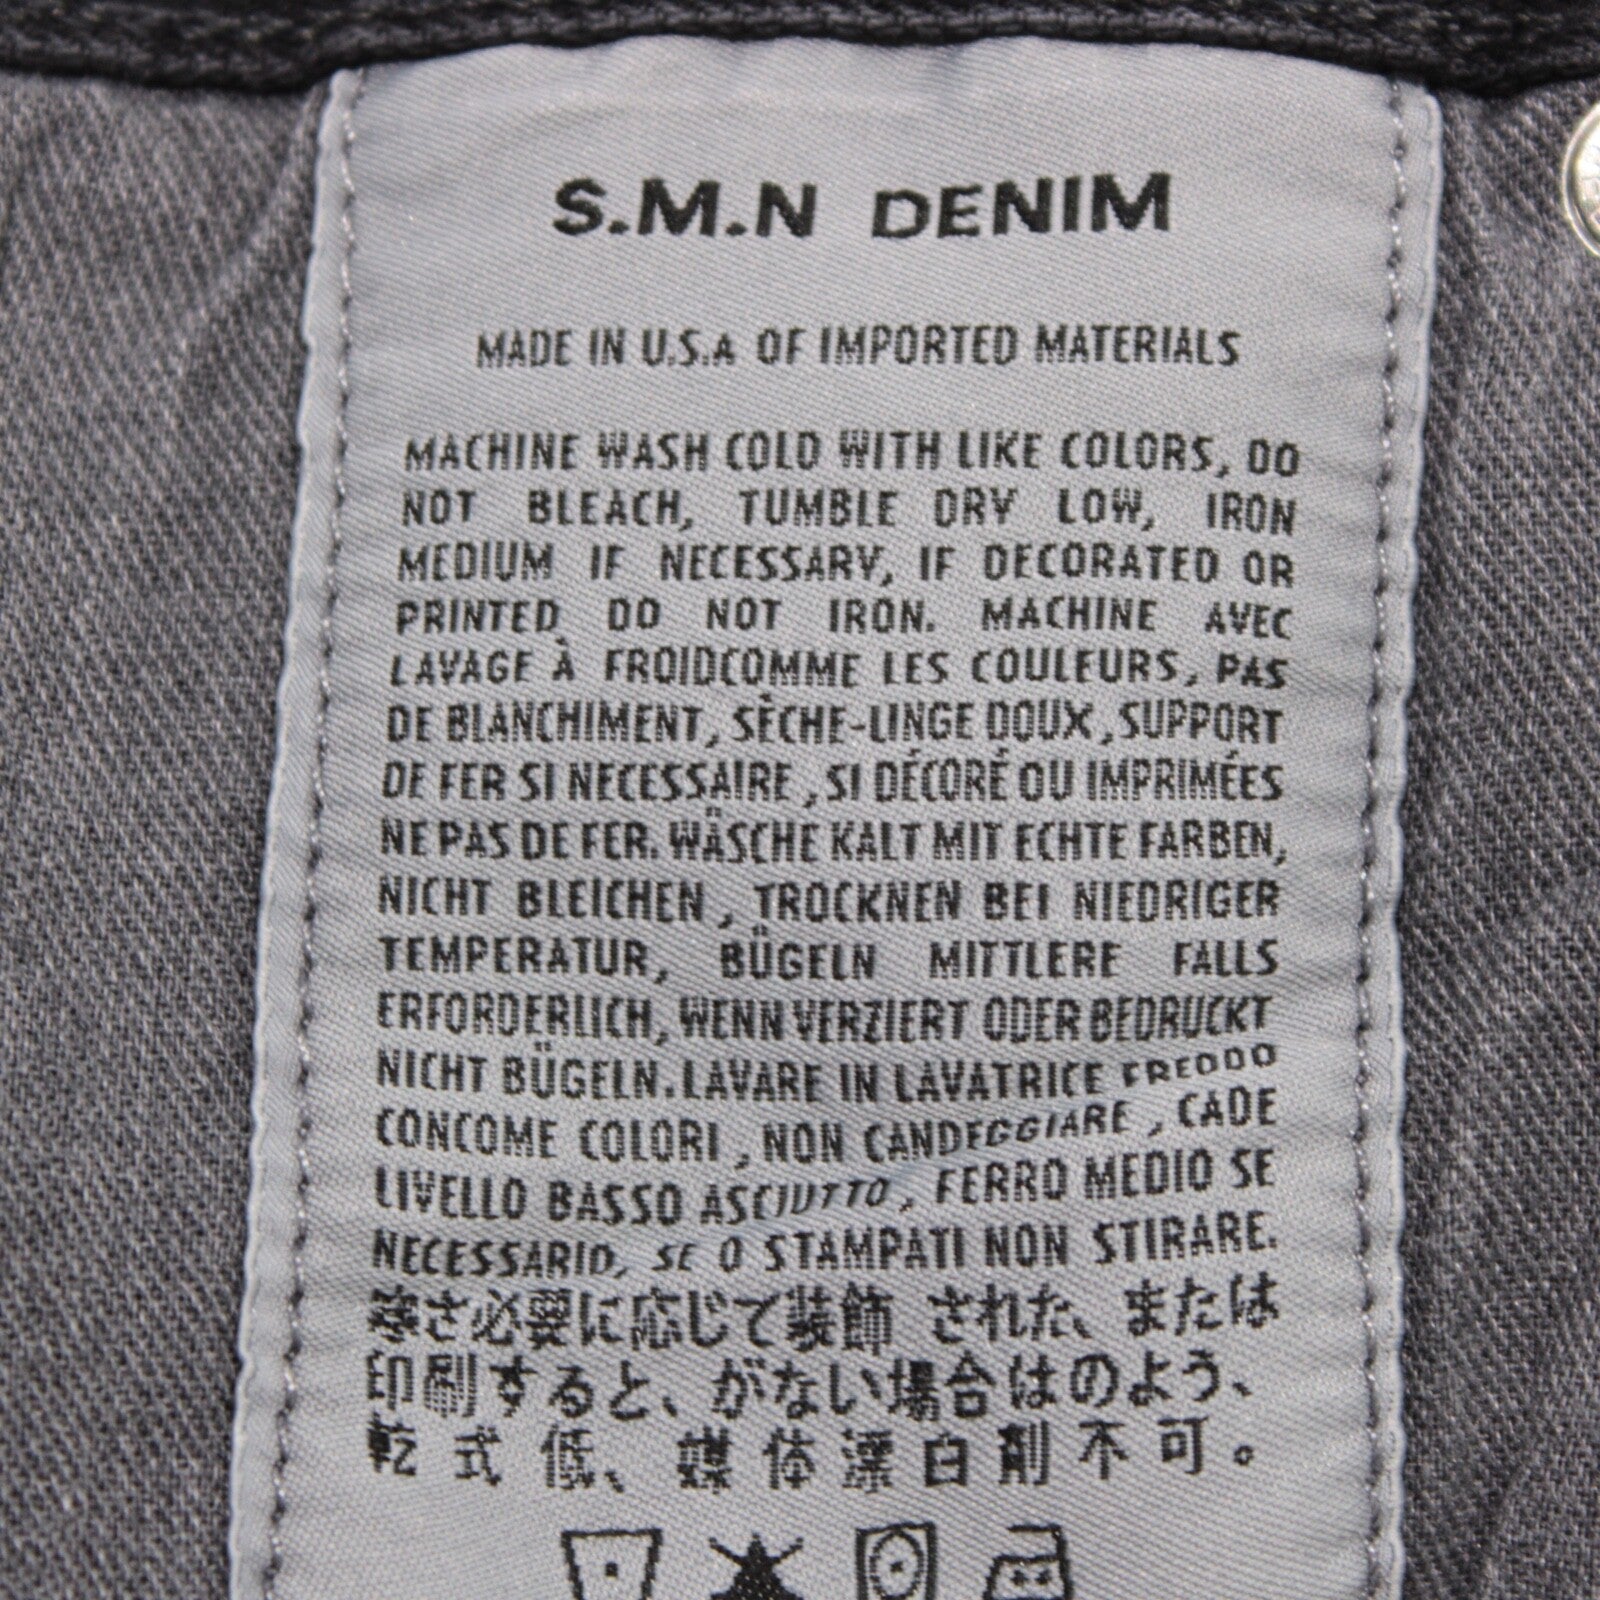 S.M.N DENIM
MADE IN U.S.A OF IMPORTED MATERIALS
MACHINE WASH COLD WITH LIKE COLORS, DO
NOT BLEACH, TUMBLE DRY LOW, IRON
MEDIUM IF NECESSARY, IF DECORATED OR
PRINTED DO NOT IRON. MACHINE AVEC
LAVAGE À FROIDCOMME LES COULEURS, PAS
DE BLANCHIMENT, SÈCHE-LINGE DOUX, SUPPORT
DE FER SI NECESSAIRE, SI DÉCORÉ OU IMPRIMÉES
NE PAS DE FER. WÄSCHE KALT MIT ECHTE FARBEN,
NICHT BLEICHEN, TROCKNEN BEI NIEDRIGER
TEMPERATUR, BÜGELN MITTLERE FALLS
ERFORDERLICH, WENN VERZIERT ODER BEDRUCKT
NICHT BÜGELN. LAVARE IN LAVATRICE FREDDO
CONCOME COLORI, NON CANDEGGIARE, CADE
LIVELLO BASSO ASCIUTTO, FERRO MEDIO SE
NECESSARIO, SE O STAMPATI NON STIRARE.
寒さ必要に応じて装飾 された、または
印刷すると、がない場合はのよう、
乾式低、媒体漂白剤不可。